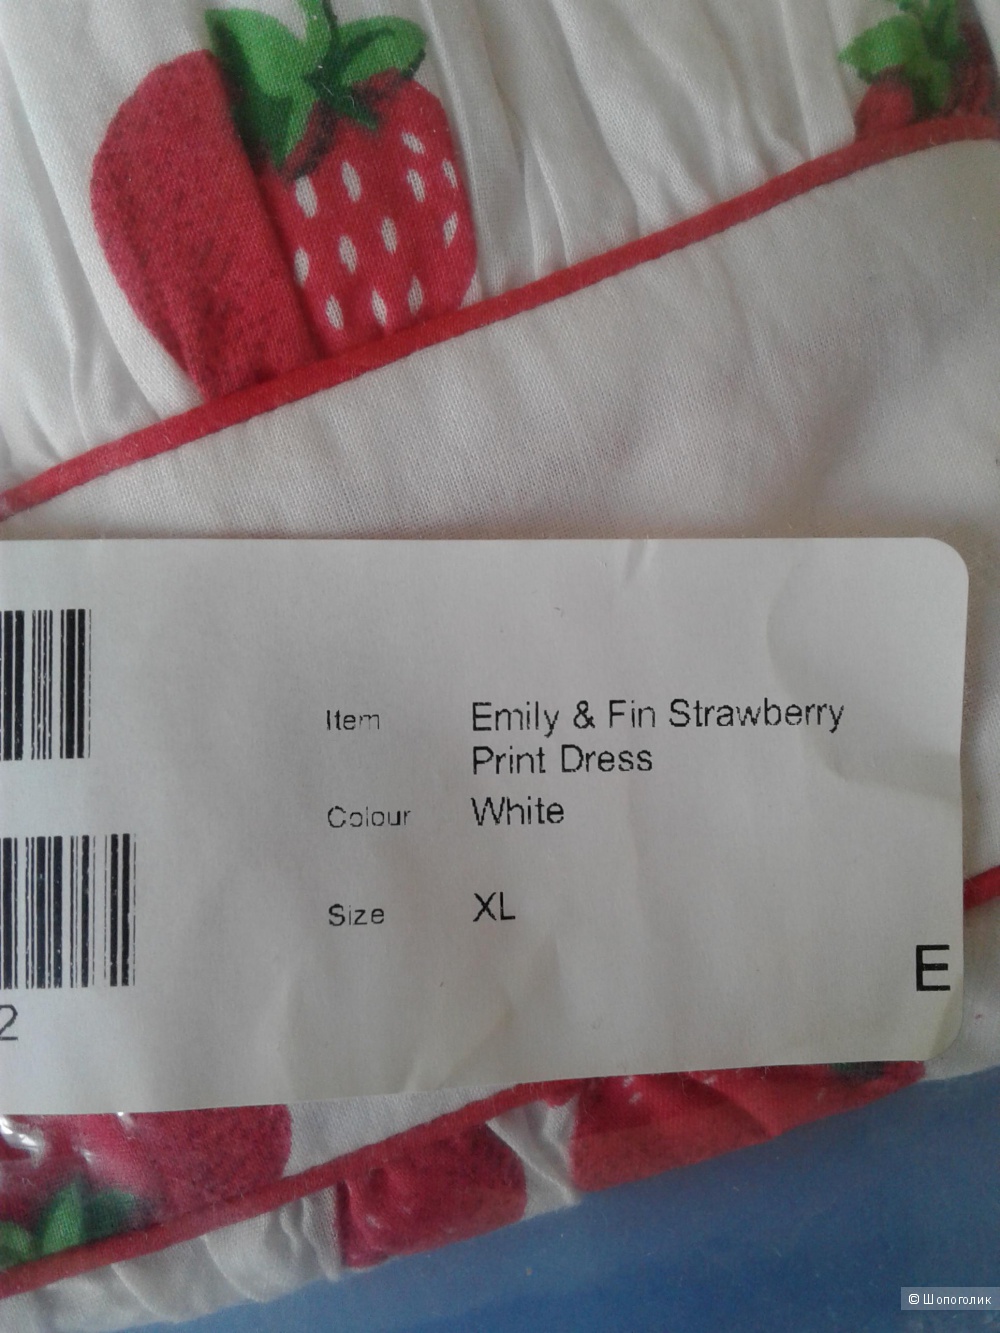 Item Emily & Fin Strawberry
Print Dress
Colour White
Size XL
E
2
© Шопоголик